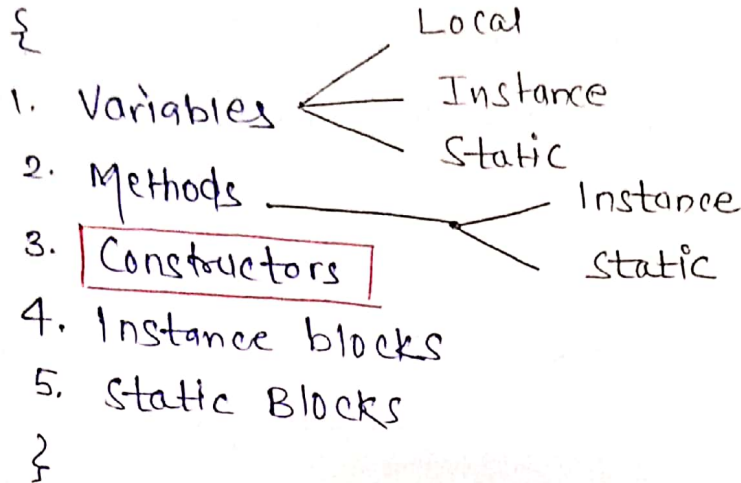 {
Local
1. Variables
Instance
Static
2. Methods
Instance
Static
3. Constructors
4. Instance blocks
5. Static Blocks
}